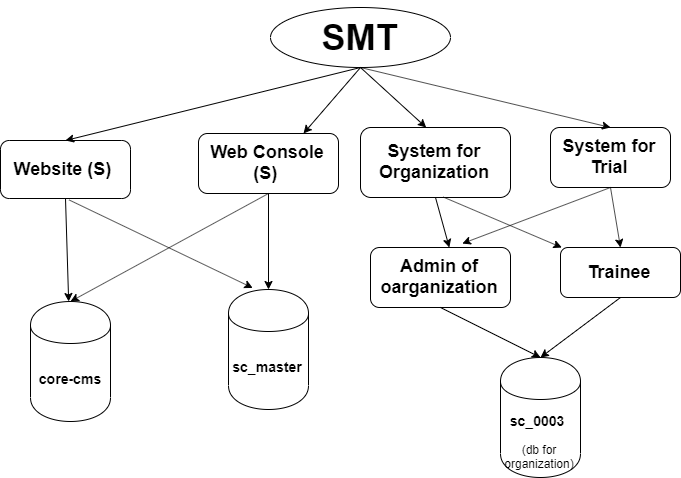 SMT
Website (S)
Web Console
(S)
System for
Organization
System for
Trial
Admin of
oarganization
Trainee
core-cms
sc_master
sc_0003
(db for
organization)